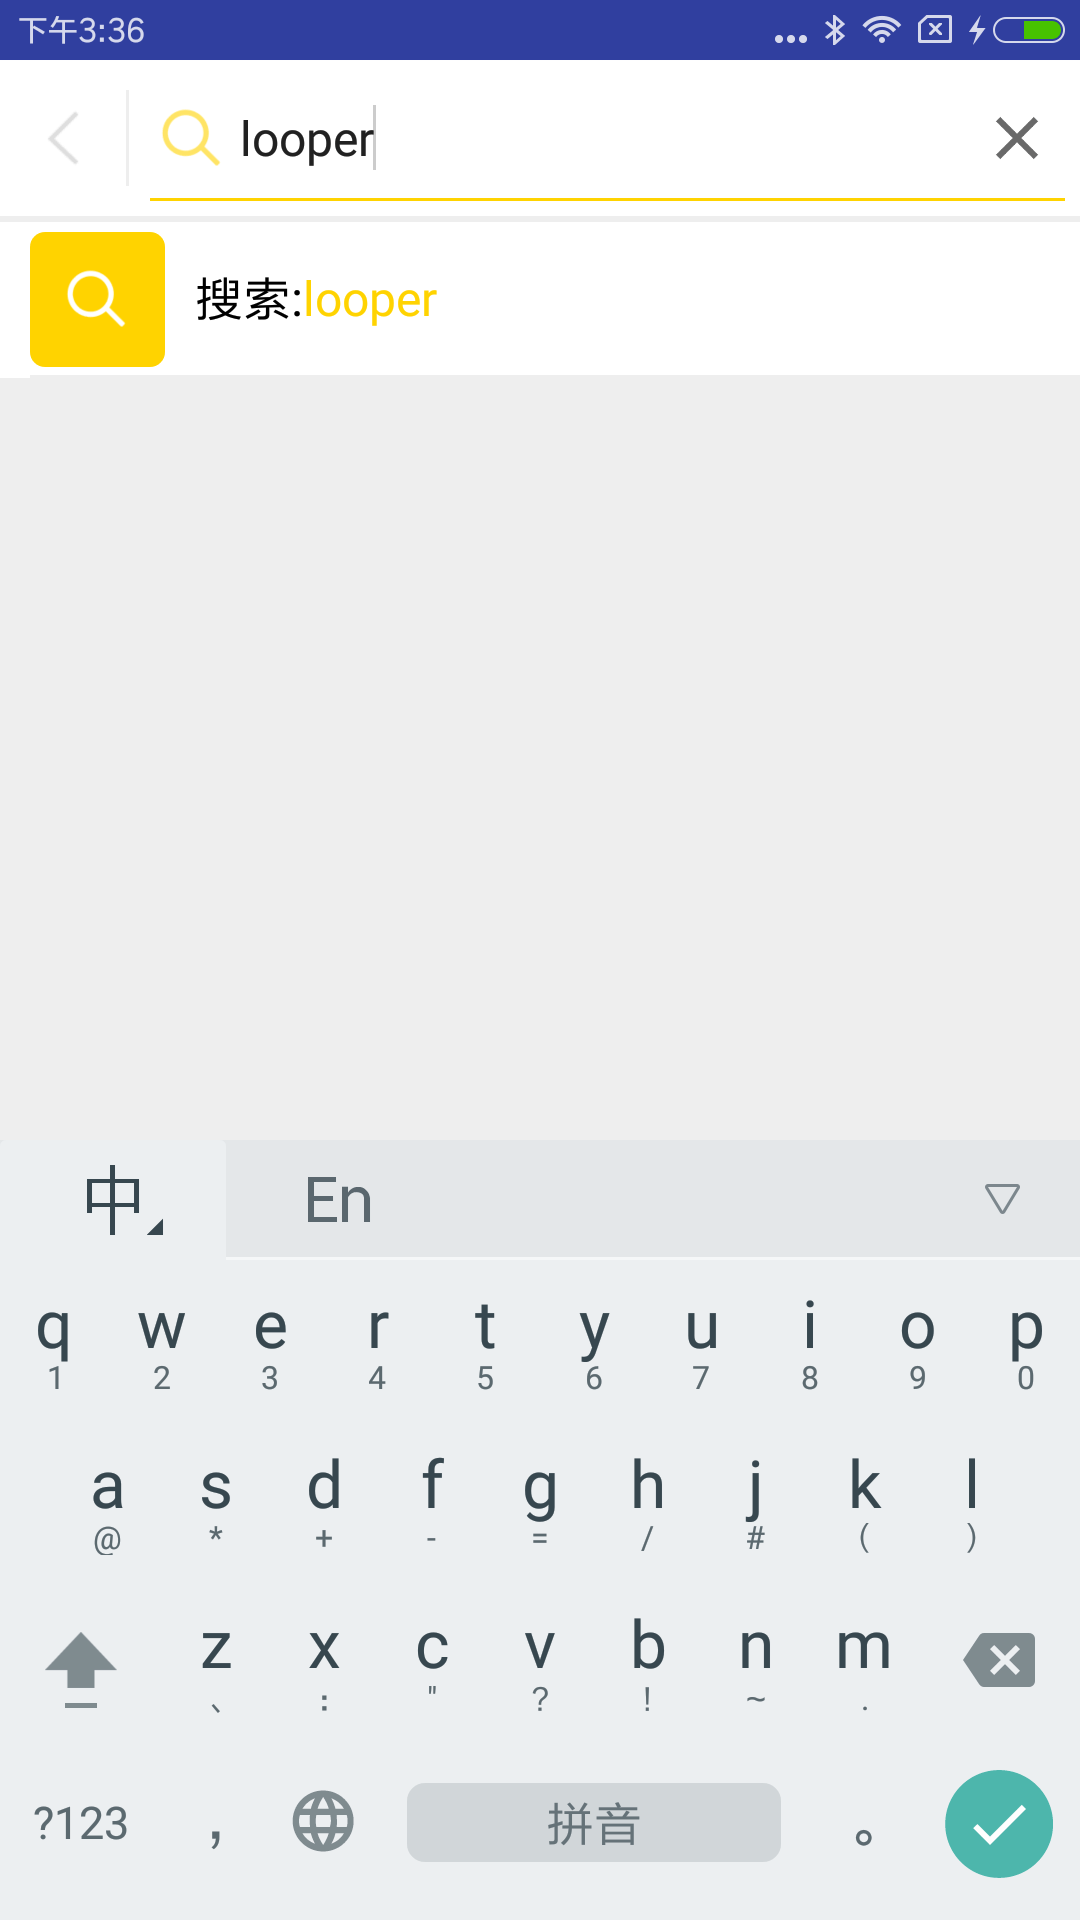 下午3:36
looper
搜索:looper
中 En
q w e r t y u i o p
1 2 3 4 5 6 7 8 9 0
a s d f g h j k l
@ * + - = / # ( )
z x c v b n m
、 : " ? ! ~ .
?123 , 拼音 。